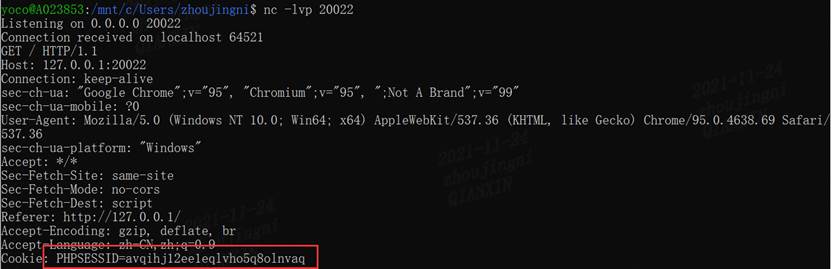 yoco@A023853:/mnt/c/Users/zhoujingni$ nc -lvp 20022
Listening on 0.0.0.0 20022
Connection received on localhost 64521
GET / HTTP/1.1
Host: 127.0.0.1:20022
Connection: keep-alive
sec-ch-ua: "Google Chrome";v="95", "Chromium";v="95", ";Not A Brand";v="99"
sec-ch-ua-mobile: ?0
User-Agent: Mozilla/5.0 (Windows NT 10.0; Win64; x64) AppleWebKit/537.36 (KHTML, like Gecko) Chrome/95.0.4638.69 Safari/
537.36
sec-ch-ua-platform: "Windows"
Accept: */*
Sec-Fetch-Site: same-site
Sec-Fetch-Mode: no-cors
Sec-Fetch-Dest: script
Referer: http://127.0.0.1/
Accept-Encoding: gzip, deflate, br
Accept-Language: zh-CN,zh;q=0.9
Cookie: PHPSESSID=avqihj12ee1eqlvho5q8olnvaq
2021-11-24
zhoujingni
QIANXIN
2021-11-24
zhoujingni
QIANXIN
2021-11-24
zhoujingni
QIANXIN